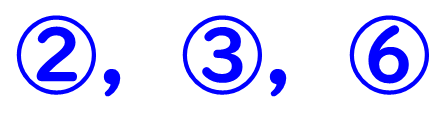 ②, ③, ⑥